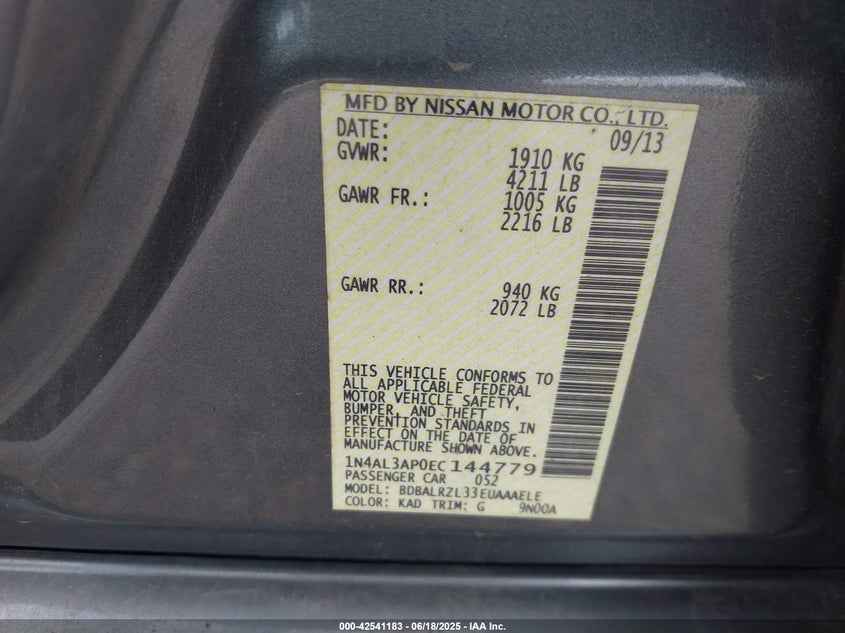 MFD BY NISSAN MOTOR CO., LTD.
DATE: 09/13
GVWR: 1910 KG
4211 LB
GAWR FR.: 1005 KG
2216 LB
GAWR RR.: 940 KG
2072 LB
THIS VEHICLE CONFORMS TO
ALL APPLICABLE FEDERAL
MOTOR VEHICLE SAFETY,
BUMPER, AND THEFT
PREVENTION STANDARDS IN
EFFECT ON THE DATE OF
MANUFACTURE SHOWN ABOVE.
1N4AL3AP0EC144779
PASSENGER CAR 052
MODEL: BDBALRZL33EUAAAELE
COLOR: KAD TRIM: G 9N00A
000-42541183 - 06/18/2025 - IAA Inc.